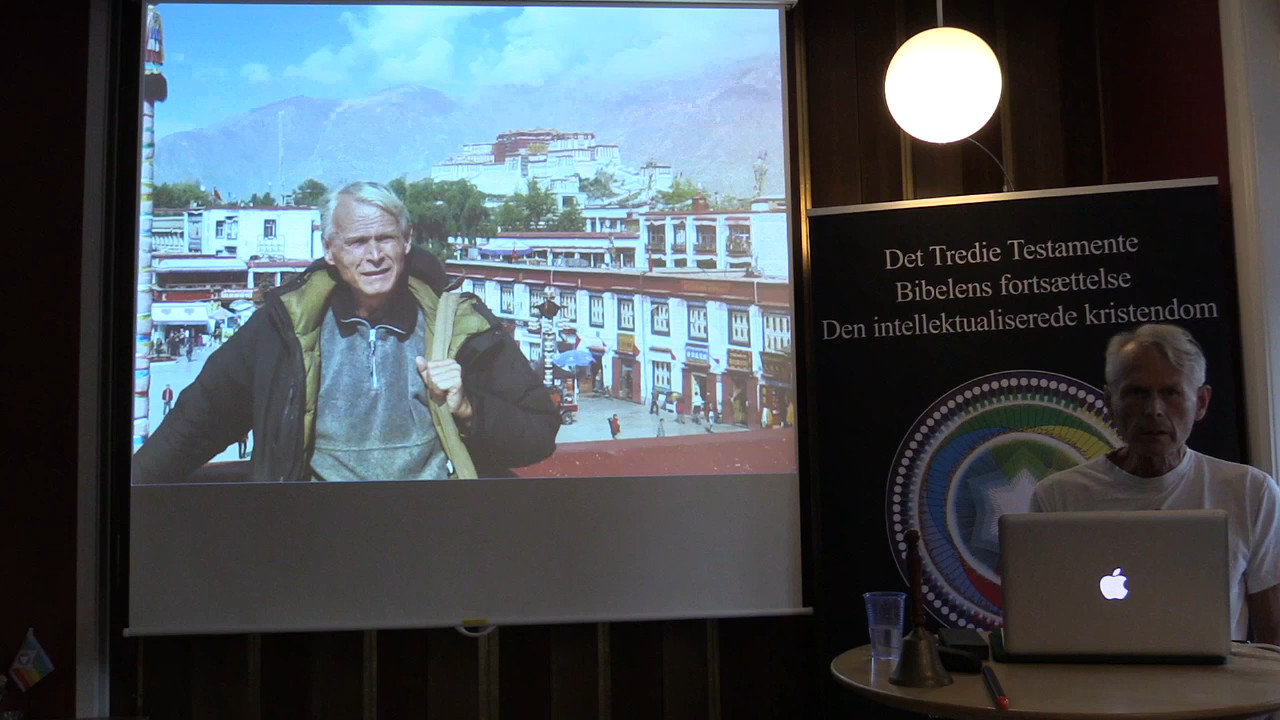 Det Tredie Testamente
Bibelens fortsættelse
Den intellektualiserede kristendom